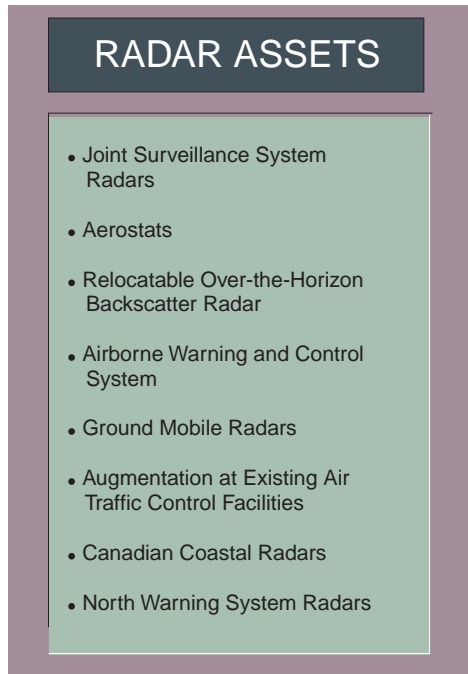 RADAR ASSETS
• Joint Surveillance System
Radars
• Aerostats
• Relocatable Over-the-Horizon
Backscatter Radar
• Airborne Warning and Control
System
• Ground Mobile Radars
• Augmentation at Existing Air
Traffic Control Facilities
• Canadian Coastal Radars
• North Warning System Radars